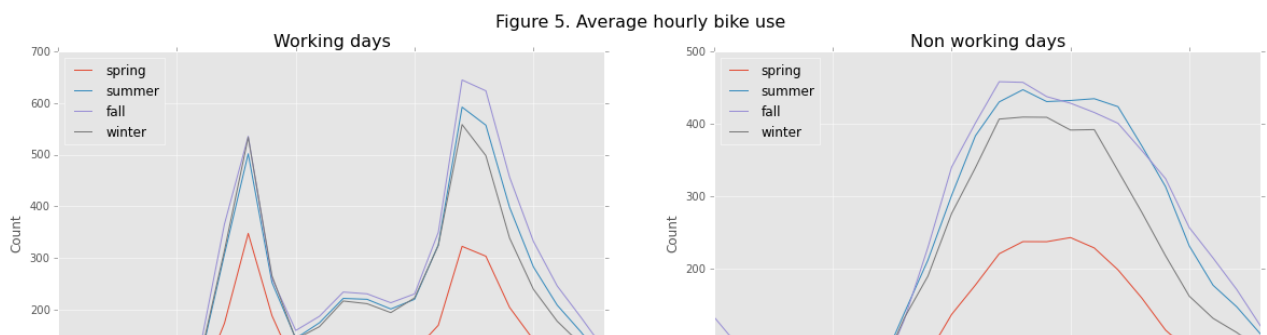 Figure 5. Average hourly bike use
Working days
700
600
500
400
300
200
Count
spring
summer
fall
winter
Non working days
500
400
300
200
Count
spring
summer
fall
winter